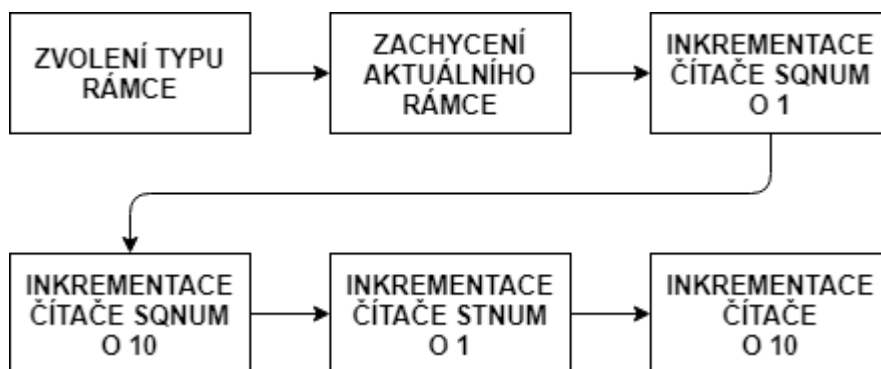 ZVOLENÍ TYPU
RÁMCE
ZACHYCENÍ
AKTUÁLNÍHO
RÁMCE
INKREMENTACE
ČÍTAČE SQNUM
O 1
INKREMENTACE
ČÍTAČE SQNUM
O 10
INKREMENTACE
ČÍTAČE STNUM
O 1
INKREMENTACE
ČÍTAČE
O 10